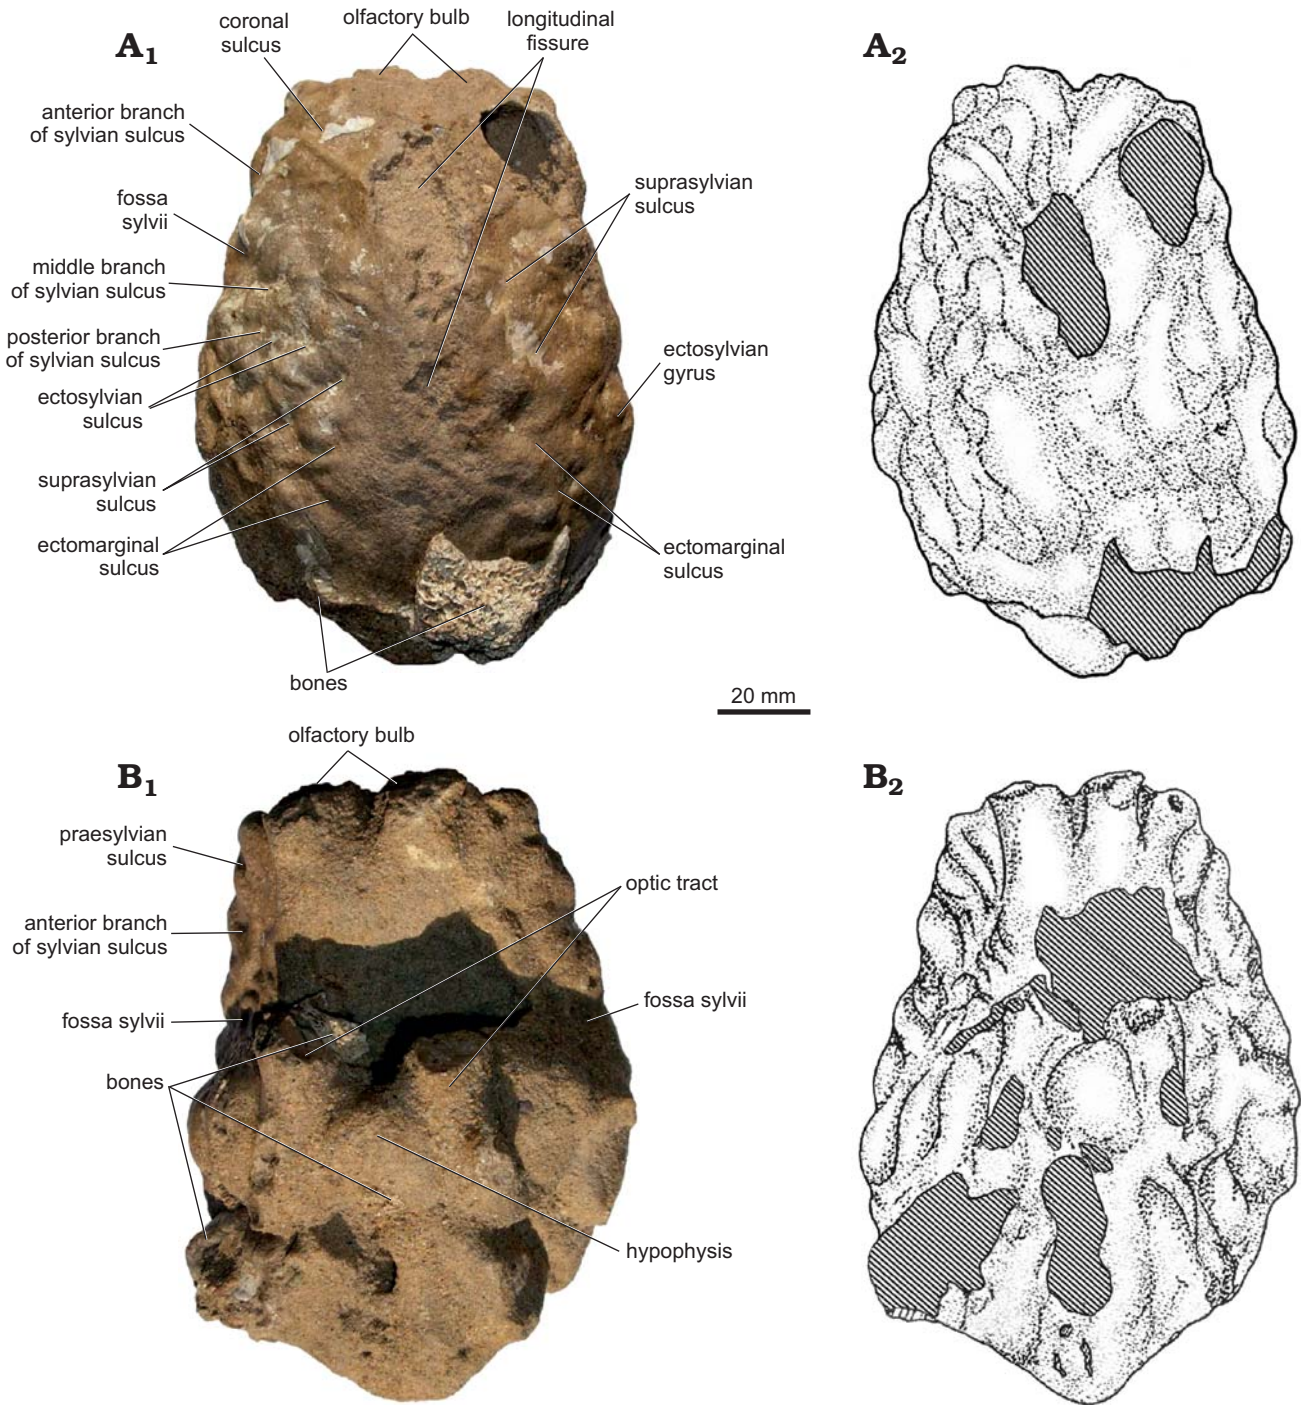 A1
coronal
sulcus
olfactory bulb
longitudinal
fissure
A2
anterior branch
of sylvian sulcus
fossa
sylvii
middle branch
of sylvian sulcus
posterior branch
of sylvian sulcus
ectosylvian
sulcus
suprasylvian
sulcus
ectomarginal
sulcus
suprasylvian
sulcus
ectosylvian
gyrus
ectomarginal
sulcus
bones
20 mm
B1
olfactory bulb
B2
praesylvian
sulcus
anterior branch
of sylvian sulcus
fossa sylvii
bones
optic tract
fossa sylvii
hypophysis